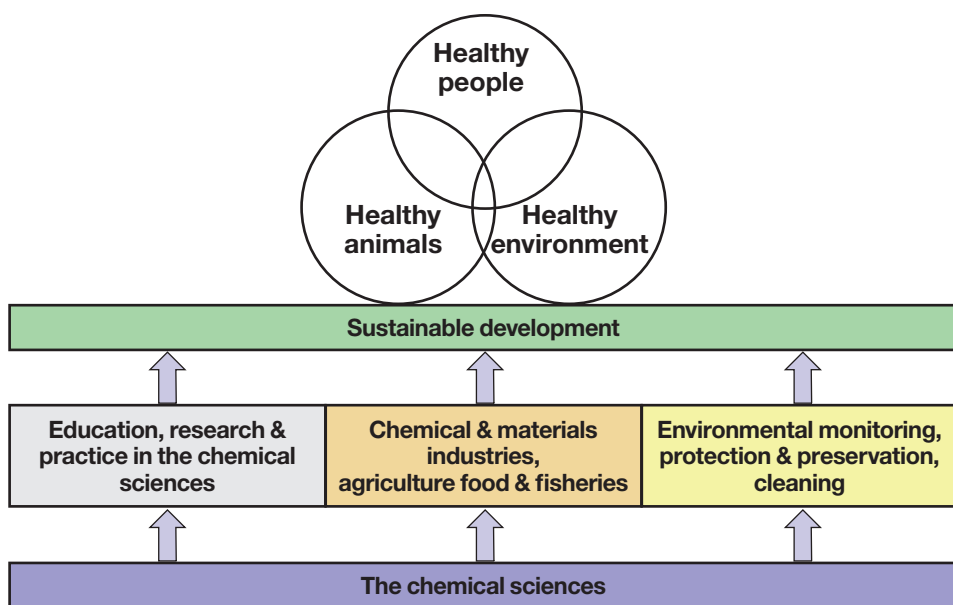 Healthy
people
Healthy
animals
Healthy
environment
Sustainable development
Education, research &
practice in the chemical
sciences
Chemical & materials
industries,
agriculture food & fisheries
Environmental monitoring,
protection & preservation,
cleaning
The chemical sciences